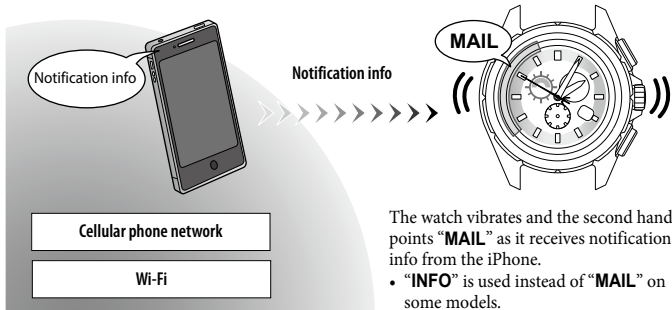 Notification info
Notification info
MAIL
Cellular phone network
Wi-Fi
The watch vibrates and the second hand
points “MAIL” as it receives notification
info from the iPhone.
• “INFO” is used instead of “MAIL” on
some models.